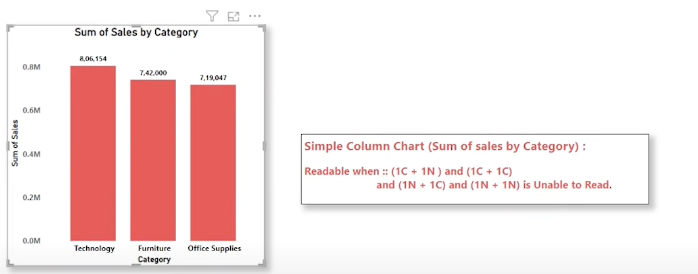 Sum of Sales by Category
8,06,154
7,42,000
7,19,047
0.8M
0.6M
0.4M
0.2M
0.0M
Sum of Sales
Technology Furniture Office Supplies
Category
Simple Column Chart (Sum of sales by Category) :
Readable when :: (1C + 1N ) and (1C + 1C)
and (1N + 1C) and (1N + 1N) is Unable to Read.